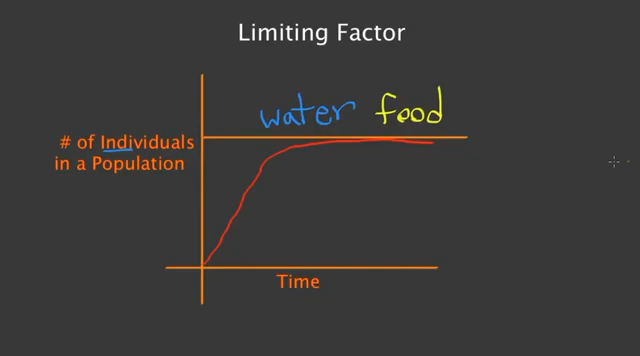 Limiting Factor
water food
# of Individuals
in a Population
Time